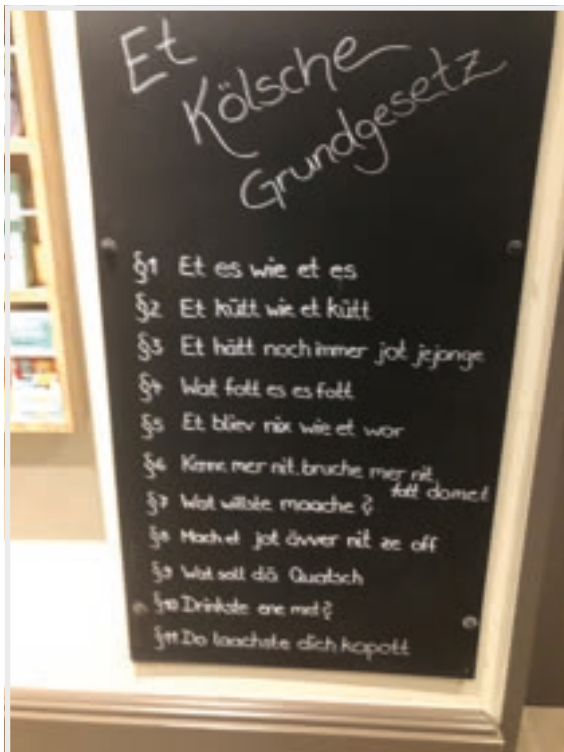 Et
Kölsche
Grundgesetz
§1 Et es wie et es
§2 Et kütt wie et kütt
§3 Et hätt noch immer jot jejange
§4 Wat fott es es fott
§5 Et bliev nix wie et wor
§6 Kenne mer nit, bruche mer nit,
fott domet
§7 Wat willste maache?
§8 Mach et jot ävver nit ze off
§9 Wat soll dä Quatsch
§10 Drinkste ene met?
§11 Do laachste dich kapott